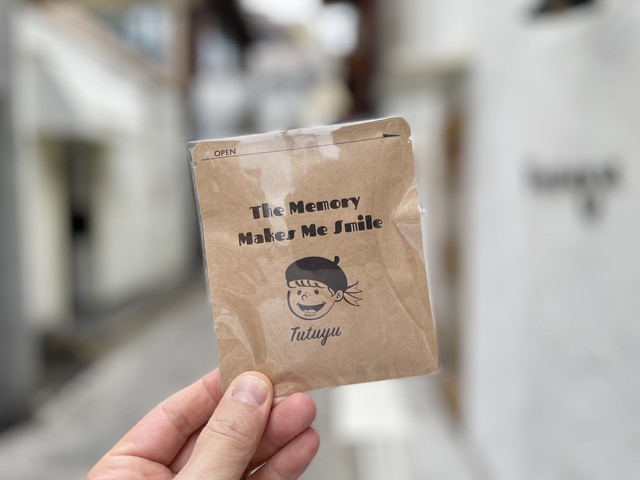 OPEN
The Memory
Makes Me Smile
Tutuyu